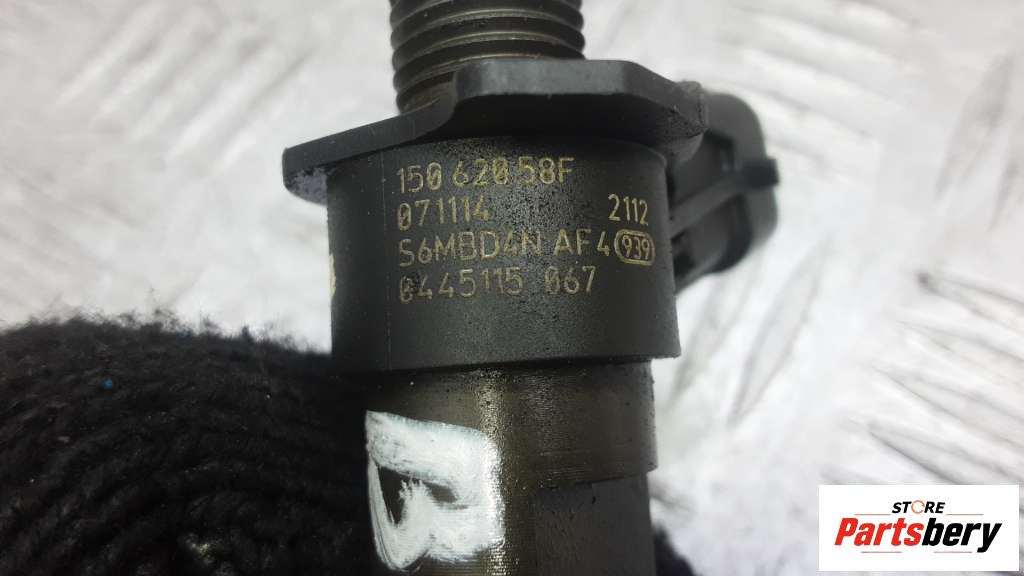 150 620 58F
071114 2112
S6MBD4N AF4 939
0445115 067
STORE
Partsbery